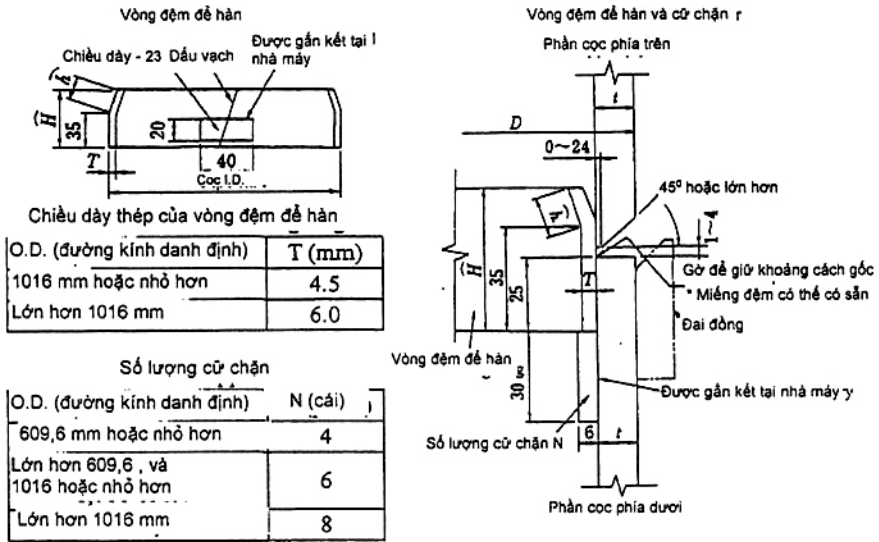 Vòng đệm để hàn
Chiều dày - 23 Dấu vạch
Được gắn kết tại l
nhà máy
H
35
T
20
40
Cọc I.D.
Chiều dày thép của vòng đệm để hàn
O.D. (đường kính danh định) T (mm)
1016 mm hoặc nhỏ hơn 4.5
Lớn hơn 1016 mm 6.0
Số lượng cữ chặn
O.D. (đường kính danh định) N (cái)
609,6 mm hoặc nhỏ hơn 4
Lớn hơn 609,6 , và
1016 hoặc nhỏ hơn 6
Lớn hơn 1016 mm 8
Vòng đệm để hàn và cữ chặn r
Phần cọc phía trên
t
D
0~24
45º hoặc lớn hơn
1~4
H
35
25
T
Gờ để giữ khoảng cách gốc
Miếng đệm có thể có sẵn
Đai đồng
Vòng đệm để hàn
30
Được gắn kết tại nhà máy γ
6 t
Số lượng cữ chặn N
Phần cọc phía dươi